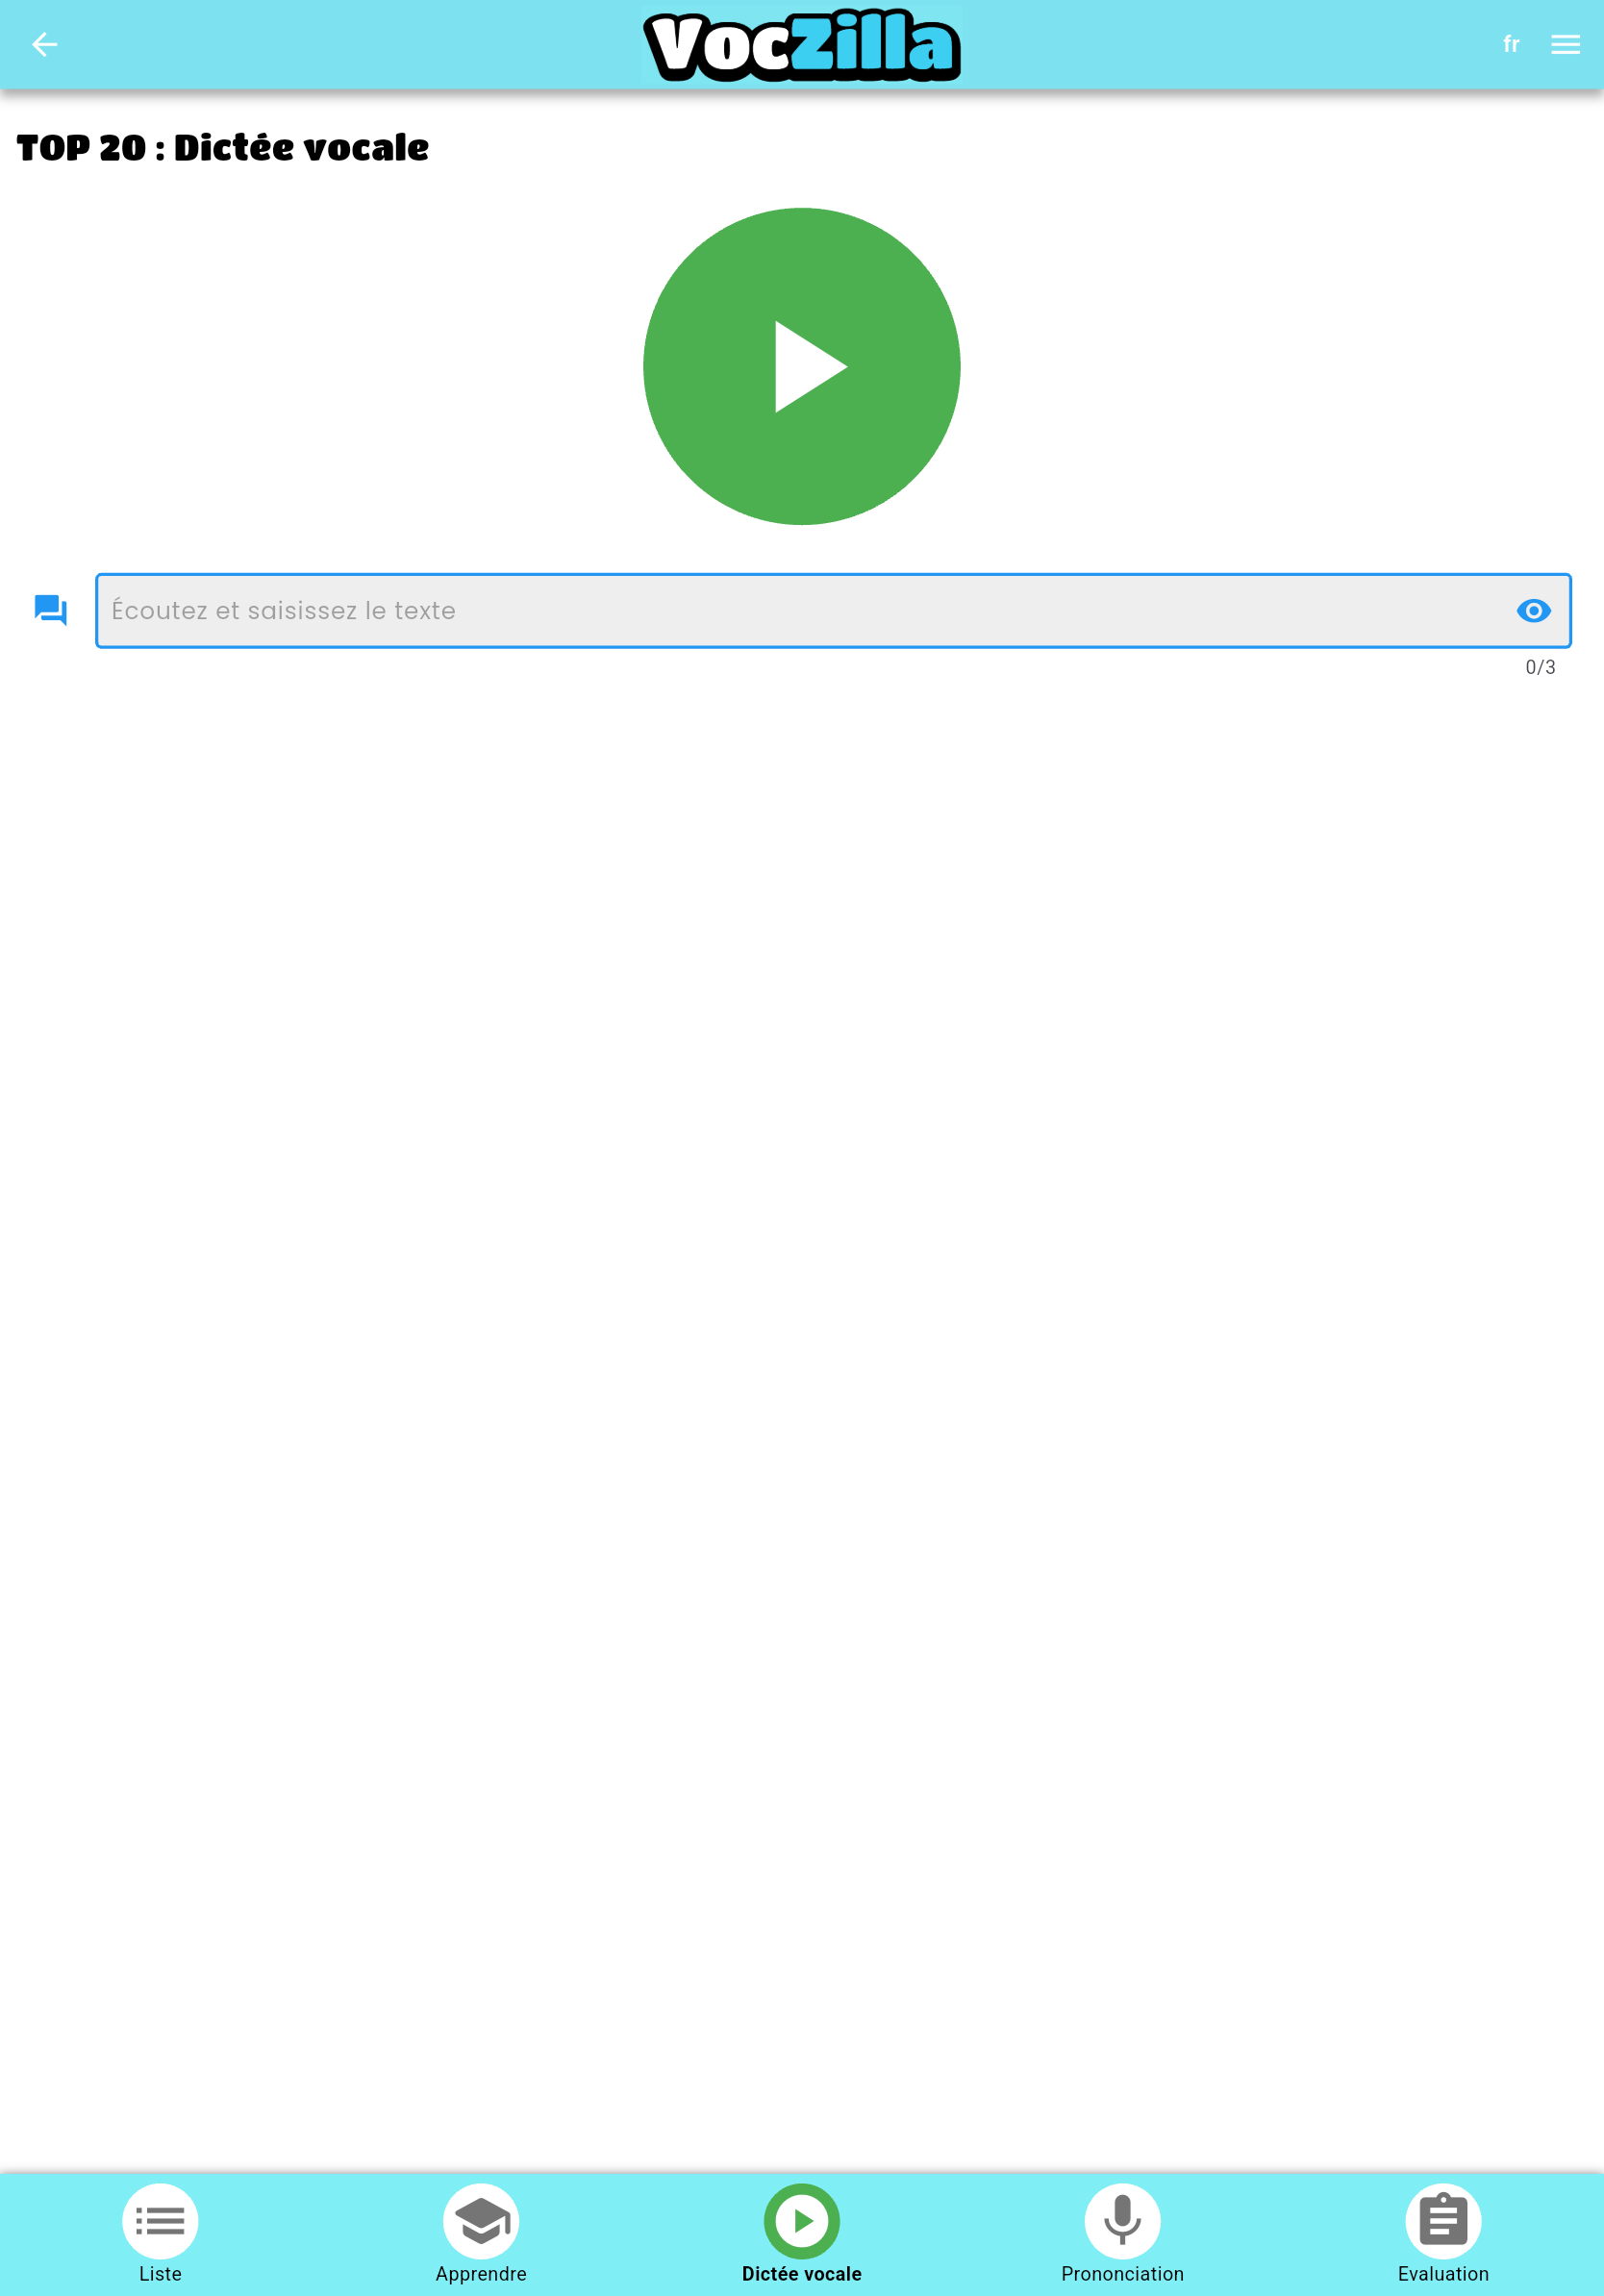 VocZilla
fr
TOP 20 : Dictée vocale
Écoutez et saisissez le texte
0/3
Liste
Apprendre
Dictée vocale
Prononciation
Evaluation